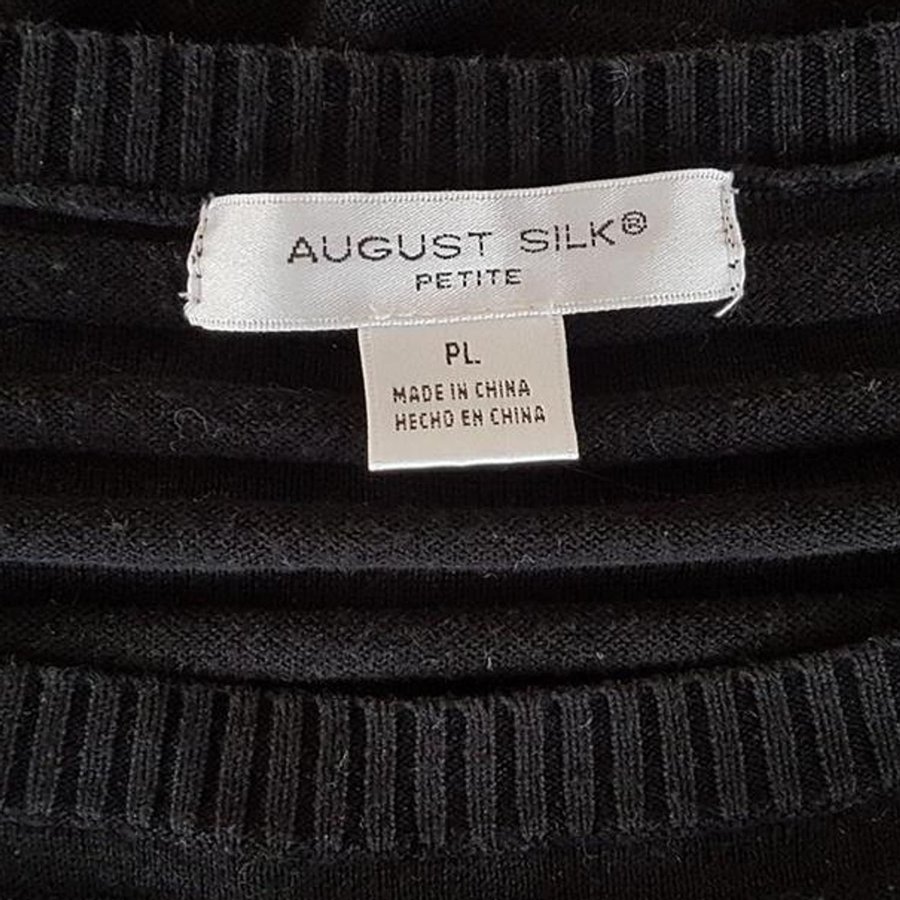 AUGUST SILK®
PETITE
PL
MADE IN CHINA
HECHO EN CHINA